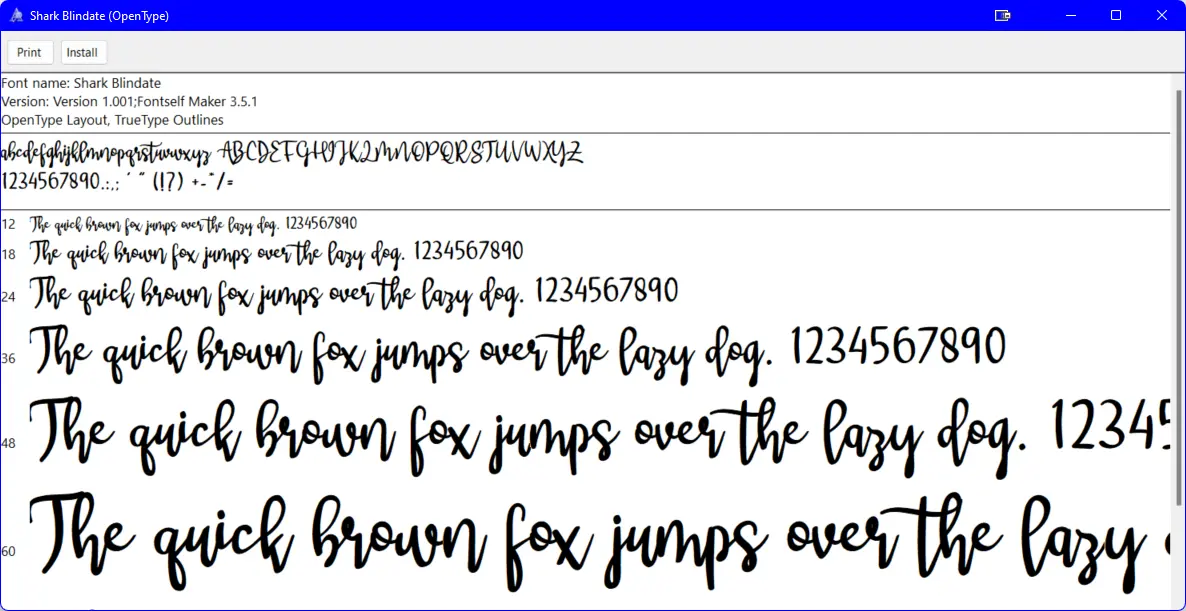 Shark Blindate (OpenType)
Print Install
Font name: Shark Blindate
Version: Version 1.001;Fontself Maker 3.5.1
OpenType Layout, TrueType Outlines
abcdefghijklmnopqrstuvwxyz ABCDEFGHIJKLMNOPQRSTUVWXYZ
1234567890.:,; ' " (!?) +-*/=
12 The quick brown fox jumps over the lazy dog. 1234567890
18 The quick brown fox jumps over the lazy dog. 1234567890
24 The quick brown fox jumps over the lazy dog. 1234567890
36 The quick brown fox jumps over the lazy dog. 1234567890
48 The quick brown fox jumps over the lazy dog. 12345
60 The quick brown fox jumps over the lazy